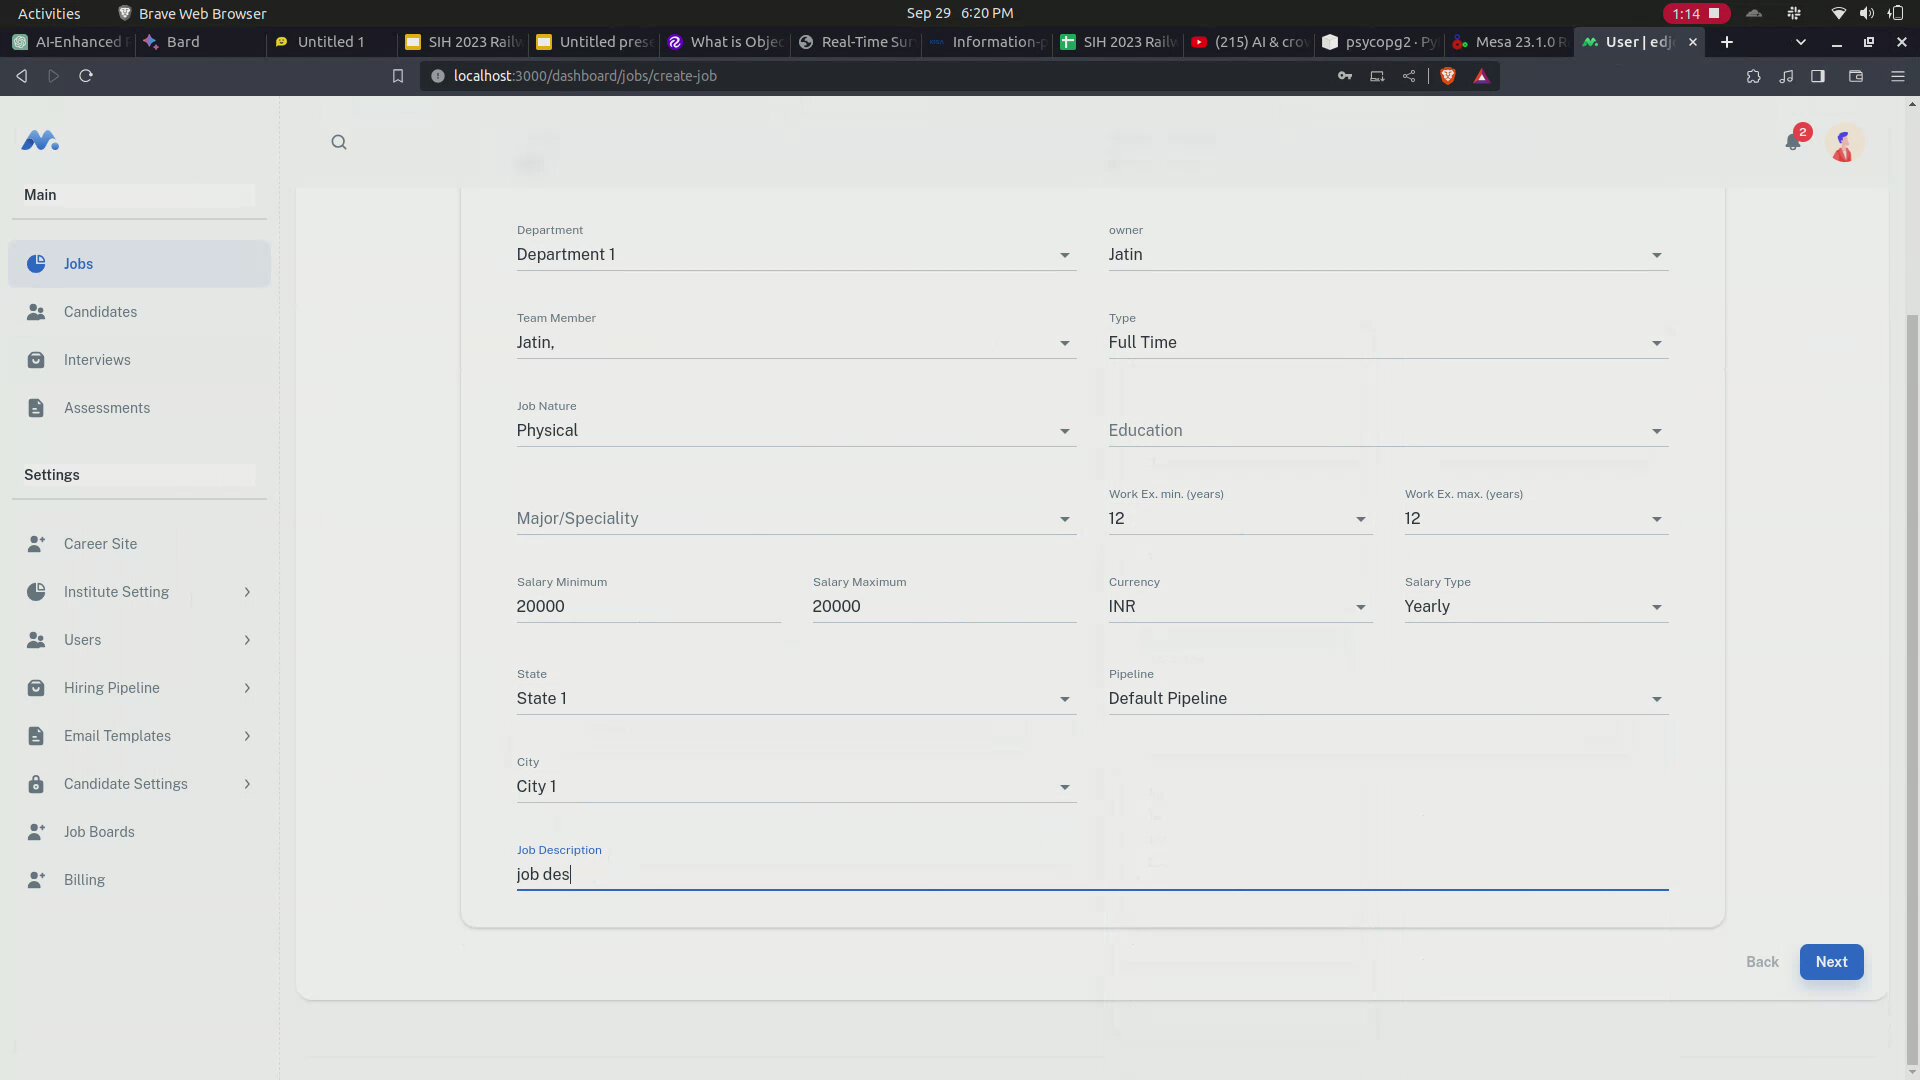 Activities
Brave Web Browser
Sep 29 6:20 PM
1:14
AI-Enhanced
Bard
Untitled 1
SIH 2023 Railw
Untitled prese
What is Objec
Real-Time Sur
Information-p
SIH 2023 Railw
(215) AI & crow
psycopg2 · Py
Mesa 23.1.0 R
User | edjo
localhost:3000/dashboard/jobs/create-job
2
Main
Jobs
Candidates
Interviews
Assessments
Settings
Career Site
Institute Setting
Users
Hiring Pipeline
Email Templates
Candidate Settings
Job Boards
Billing
Department
owner
Department 1
Jatin
Team Member
Type
Jatin,
Full Time
Job Nature
Physical
Education
Work Ex. min. (years)
Work Ex. max. (years)
Major/Speciality
12
12
Salary Minimum
Salary Maximum
Currency
Salary Type
20000
20000
INR
Yearly
State
Pipeline
State 1
Default Pipeline
City
City 1
Job Description
job des
Back
Next